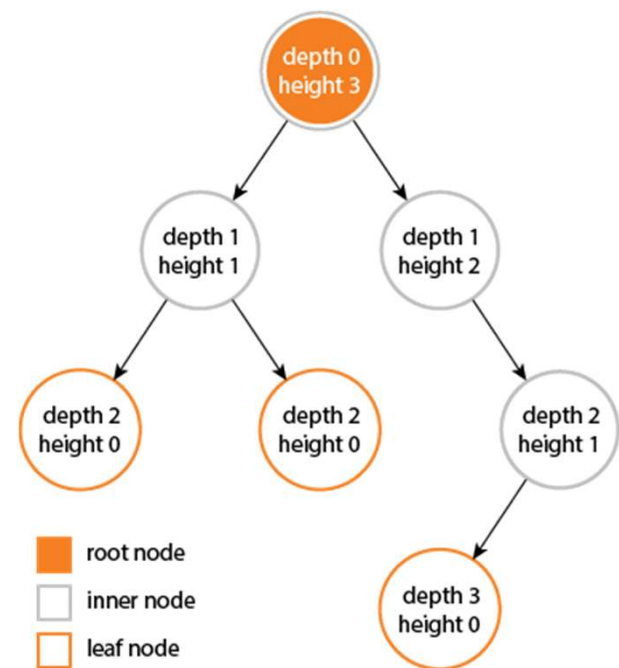 depth 0
height 3
depth 1
height 1
depth 1
height 2
depth 2
height 0
depth 2
height 0
depth 2
height 1
depth 3
height 0
root node
inner node
leaf node